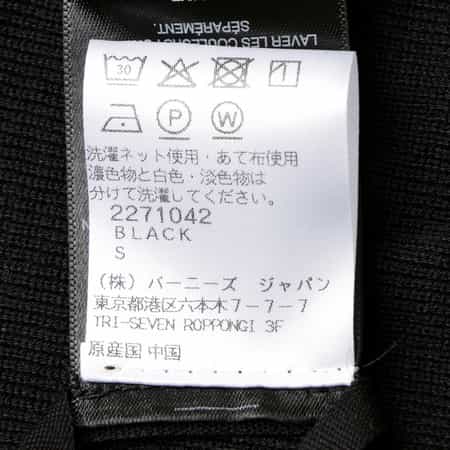 LAVER LES COULEURS
SÉPARÉMENT.
30
P W
洗濯ネット使用・あて布使用
濃色物と白色・淡色物は
分けて洗濯してください。
2271042
BLACK
S
(株) バーニーズ ジャパン
東京都港区六本木7-7-7
TRI-SEVEN ROPPONGI 3F
原産国 中国